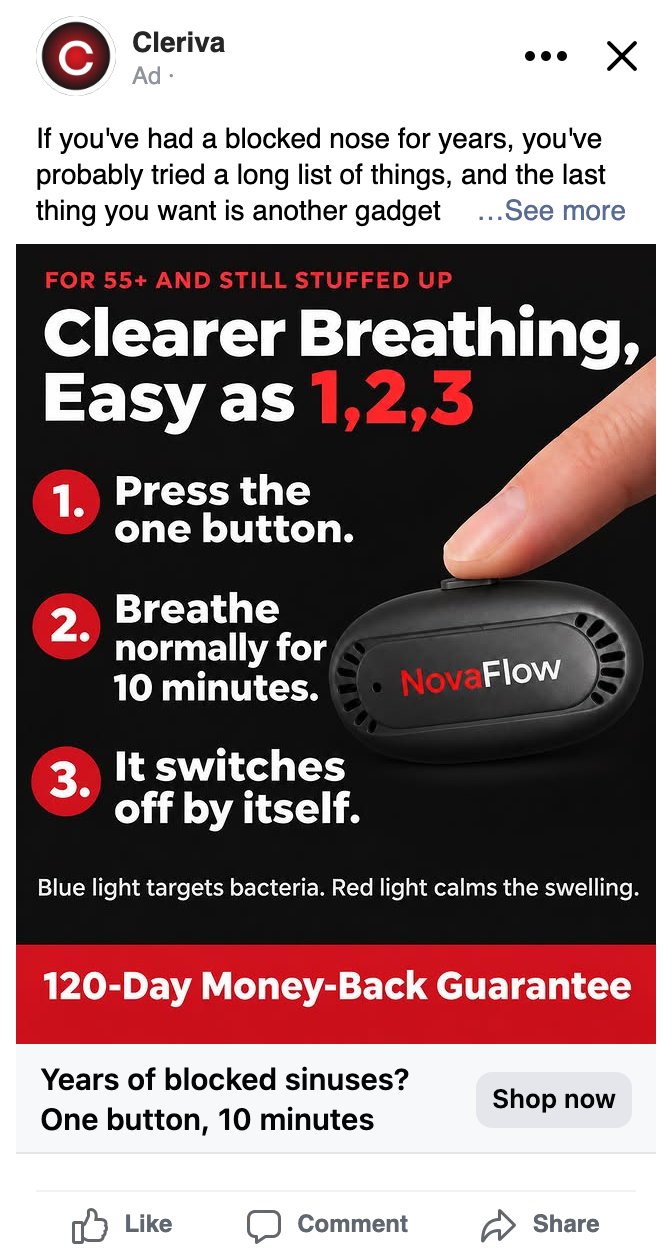 C
Cleriva
Ad ·
If you've had a blocked nose for years, you've
probably tried a long list of things, and the last
thing you want is another gadget ...See more
FOR 55+ AND STILL STUFFED UP
Clearer Breathing,
Easy as 1,2,3
1. Press the
one button.
2. Breathe
normally for
10 minutes.
NovaFlow
3. It switches
off by itself.
Blue light targets bacteria. Red light calms the swelling.
120-Day Money-Back Guarantee
Years of blocked sinuses?
One button, 10 minutes
Shop now
Like Comment Share